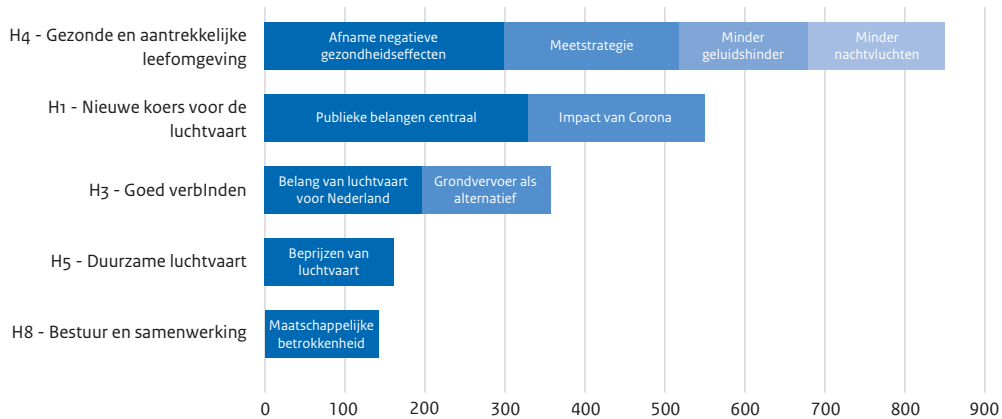 H4 - Gezonde en aantrekkelijke
leefomgeving
Afname negatieve
gezondheidseffecten
Meetstrategie
Minder
geluidshinder
Minder
nachtvluchten
H1 - Nieuwe koers voor de
luchtvaart
Publieke belangen centraal
Impact van Corona
H3 - Goed verbInden
Belang van luchtvaart
voor Nederland
Grondvervoer als
alternatief
H5 - Duurzame luchtvaart
Beprijzen van
luchtvaart
H8 - Bestuur en samenwerking
Maatschappelijke
betrokkenheid
0 100 200 300 400 500 600 700 800 900